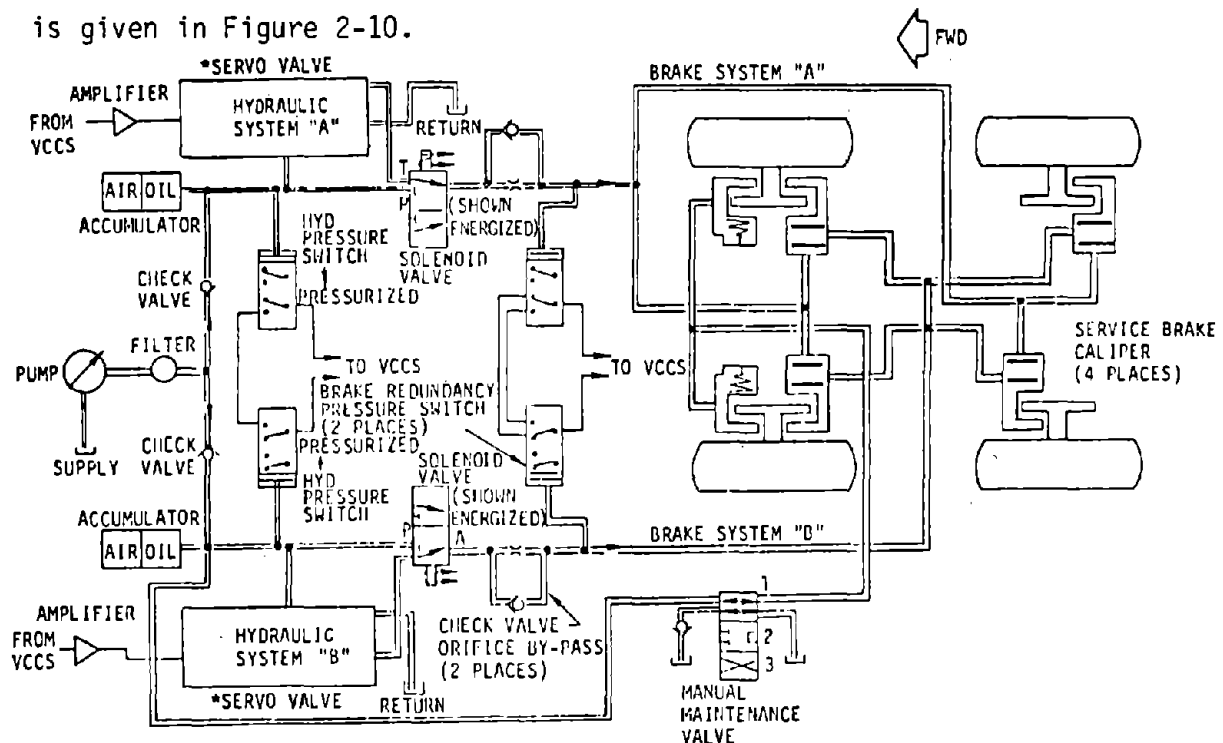 is given in Figure 2-10.
FWD
*SERVO VALVE
BRAKE SYSTEM "A"
AMPLIFIER
HYDRAULIC
SYSTEM "A"
FROM
VCCS
RETURN
T
AIR OIL
ACCUMULATOR
P
(SHOWN
ENERGIZED)
HYD
PRESSURE
SWITCH
SOLENOID
VALVE
PRESSURIZED
CHECK
VALVE
FILTER
PUMP
SERVICE BRAKE
CALIPER
(4 PLACES)
TO VCCS
TO VCCS
BRAKE REDUNDANCY
PRESSURE SWITCH
(2 PLACES)
PRESSURIZED
CHECK
VALVE
SUPPLY
HYD
PRESSURE
SWITCH
SOLENOID
VALVE
(SHOWN
ENERGIZED)
ACCUMULATOR
AIR OIL
P
A
BRAKE SYSTEM "B"
AMPLIFIER
FROM
VCCS
HYDRAULIC
SYSTEM "B"
*SERVO VALVE
RETURN
CHECK VALVE
ORIFICE BY-PASS
(2 PLACES)
1
2
3
MANUAL
MAINTENANCE
VALVE